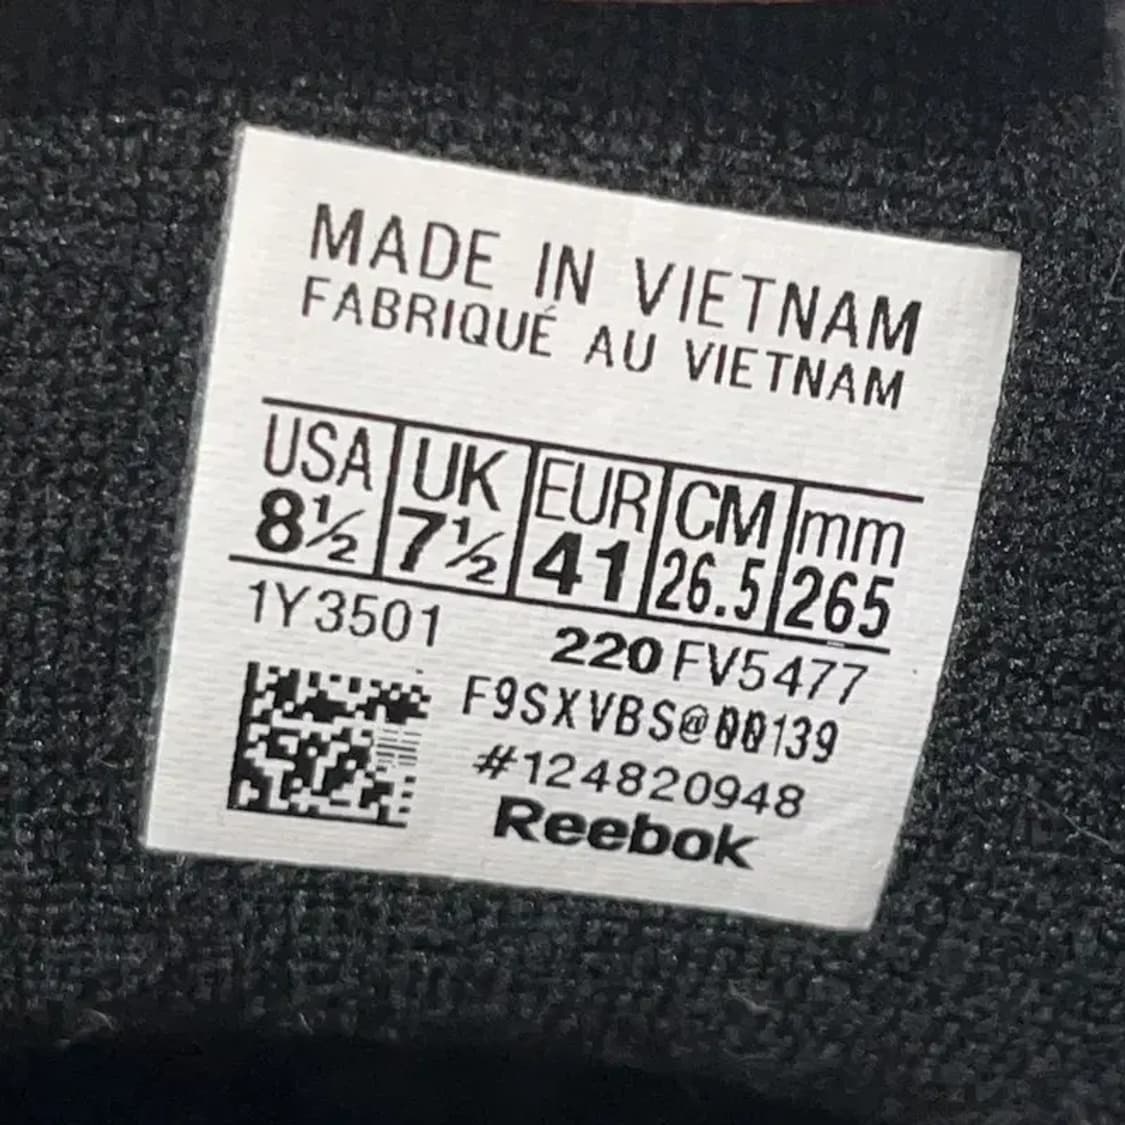 MADE IN VIETNAM
FABRIQUÉ AU VIETNAM
USA UK EUR CM mm
8½ 7½ 41 26.5 265
1Y3501 220 FV5477
F9SXVBS@00139
#124820948
Reebok